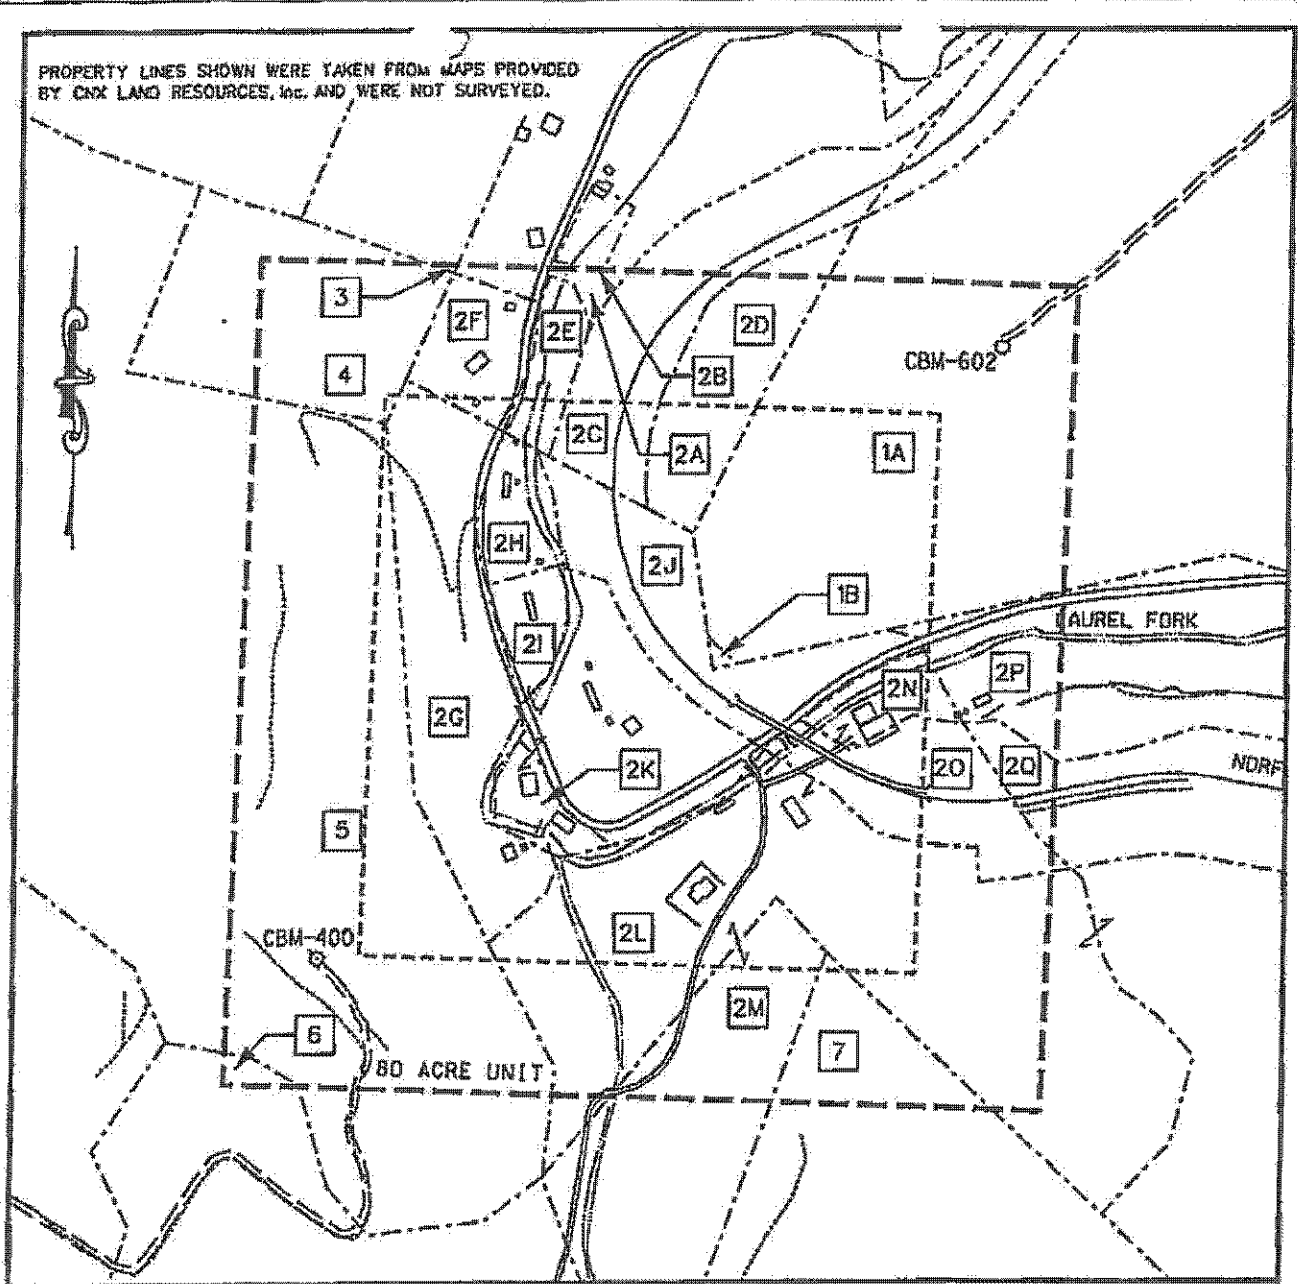 PROPERTY LINES SHOWN WERE TAKEN FROM MAPS PROVIDED
BY CNX LAND RESOURCES, Inc. AND WERE NOT SURVEYED.
3
2F
2E
2D
CBM-602
4
2B
2C
2A
1A
2H
2J
1B
LAUREL FORK
2I
2P
2N
2G
2K
2O
2Q
NORF
5
CBM-400
2L
6
2M
7
80 ACRE UNIT